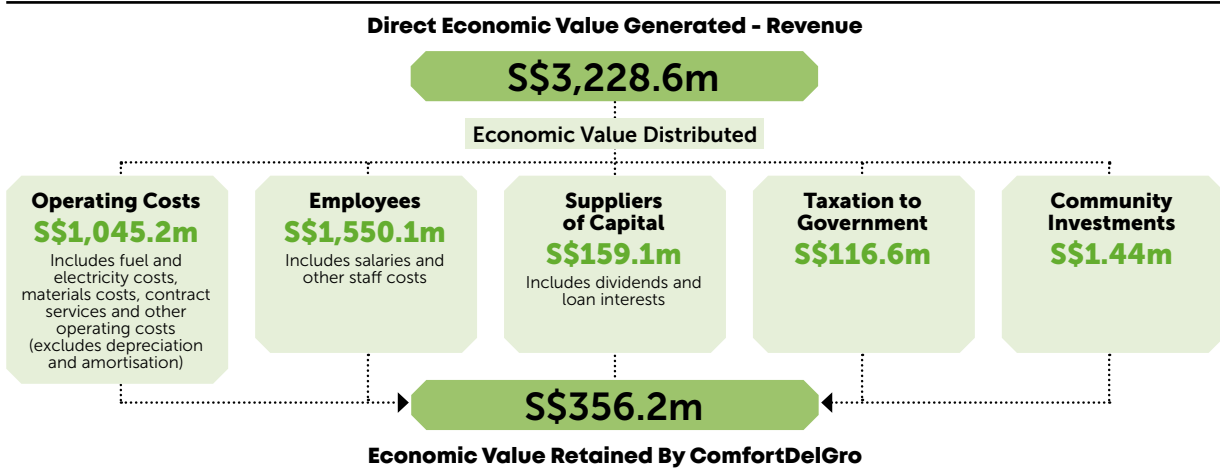 Direct Economic Value Generated - Revenue
S$3,228.6m
Economic Value Distributed
Operating Costs
S$1,045.2m
Includes fuel and
electricity costs,
materials costs, contract
services and other
operating costs
(excludes depreciation
and amortisation)
Employees
S$1,550.1m
Includes salaries and
other staff costs
Suppliers
of Capital
S$159.1m
Includes dividends and
loan interests
Taxation to
Government
S$116.6m
Community
Investments
S$1.44m
S$356.2m
Economic Value Retained By ComfortDelGro